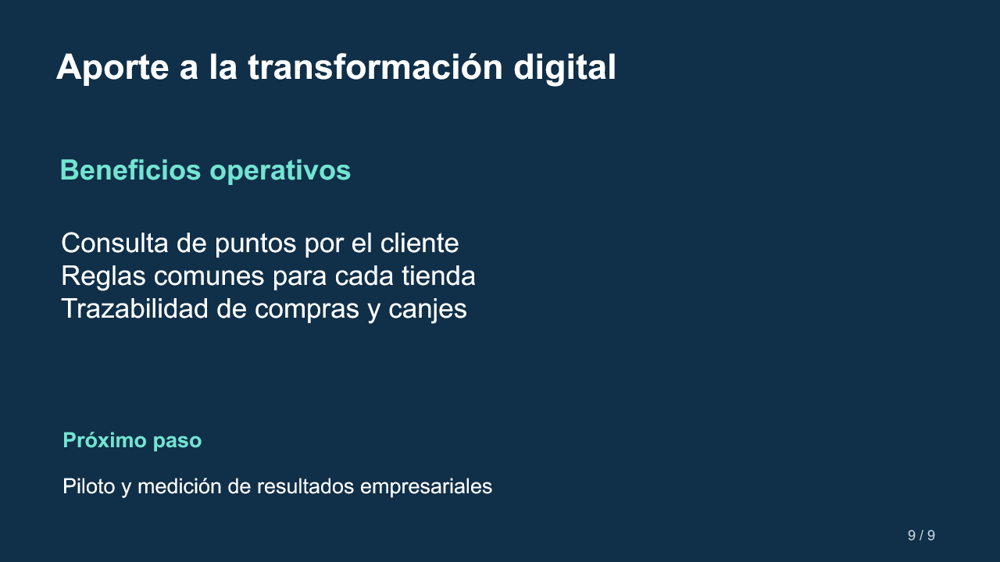 Aporte a la transformación digital
Beneficios operativos
Consulta de puntos por el cliente
Reglas comunes para cada tienda
Trazabilidad de compras y canjes
Próximo paso
Piloto y medición de resultados empresariales
9 / 9